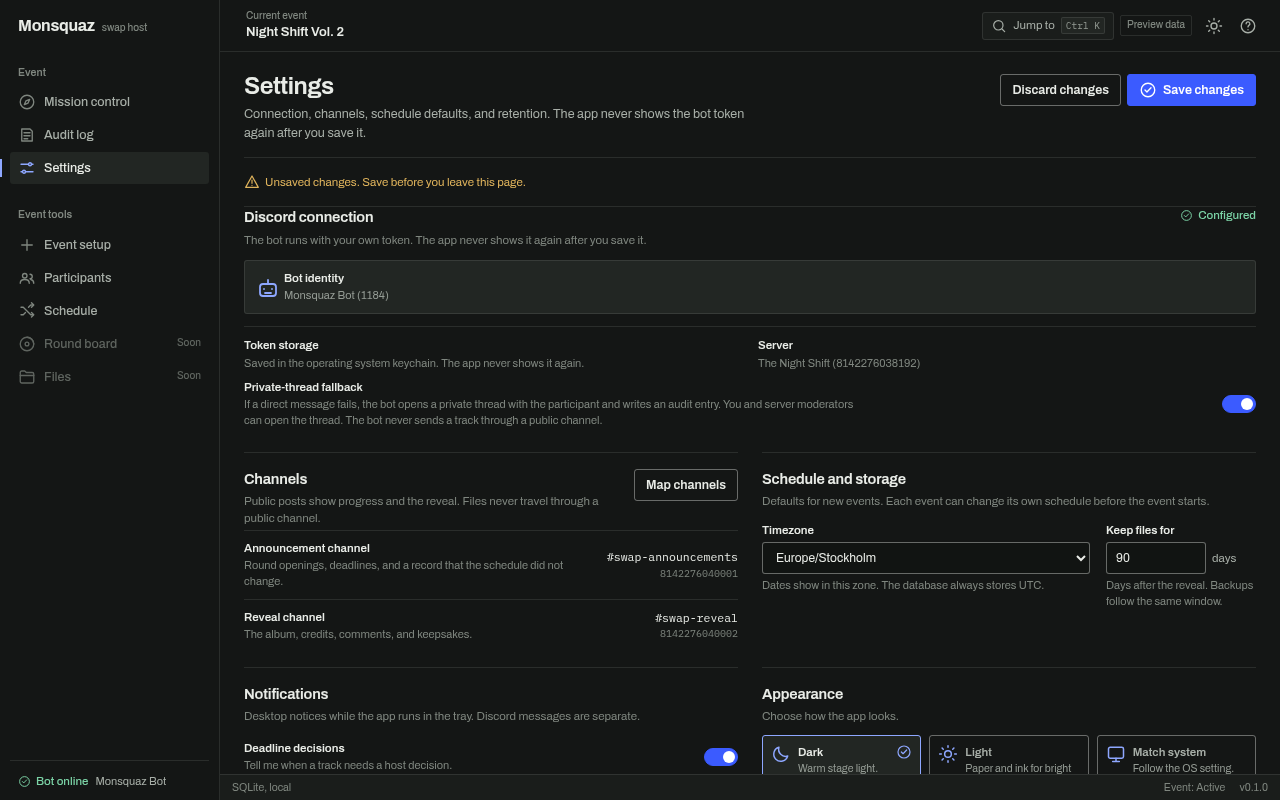 Monsquaz swap host
Current event
Night Shift Vol. 2
Jump to Ctrl K
Preview data
Event
Mission control
Audit log
Settings
Event tools
Event setup
Participants
Schedule
Round board Soon
Files Soon
Bot online Monsquaz Bot
Settings
Connection, channels, schedule defaults, and retention. The app never shows the bot token
again after you save it.
Discard changes
Save changes
Unsaved changes. Save before you leave this page.
Discord connection
Configured
The bot runs with your own token. The app never shows it again after you save it.
Bot identity
Monsquaz Bot (1184)
Token storage
Saved in the operating system keychain. The app never shows it again.
Server
The Night Shift (8142276038192)
Private-thread fallback
If a direct message fails, the bot opens a private thread with the participant and writes an audit entry. You and server moderators
can open the thread. The bot never sends a track through a public channel.
Channels
Public posts show progress and the reveal. Files never travel through a
public channel.
Map channels
Announcement channel
Round openings, deadlines, and a record that the schedule did not
change.
#swap-announcements
8142276040001
Reveal channel
The album, credits, comments, and keepsakes.
#swap-reveal
8142276040002
Schedule and storage
Defaults for new events. Each event can change its own schedule before the event starts.
Timezone
Europe/Stockholm
Dates show in this zone. The database always stores UTC.
Keep files for
90 days
Days after the reveal. Backups
follow the same window.
Notifications
Desktop notices while the app runs in the tray. Discord messages are separate.
Deadline decisions
Tell me when a track needs a host decision.
Appearance
Choose how the app looks.
Dark
Warm stage light.
Light
Paper and ink for bright
Match system
Follow the OS setting.
SQLite, local
Event: Active v0.1.0